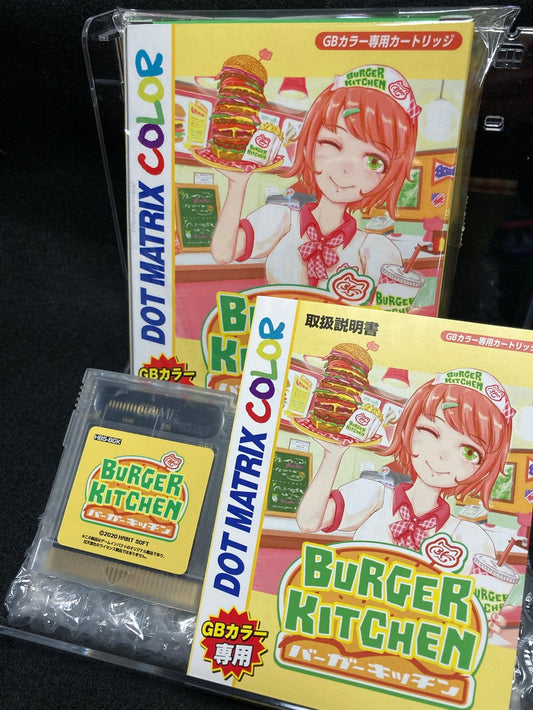 GBカラー専用カートリッジ
DOT MATRIX COLOR
BURGER
KITCHEN
BURGER
KITCHEN
BURGER
KITCHEN
BURGER
GBカラー
取扱説明書
GBカラー専用カートリッジ
DOT MATRIX COLOR
BURGER
KITCHEN
BURGER
KITCHEN
バーガーキッチン
GBカラー
専用
HBS-BGK
BURGER
KITCHEN
バーガーキッチン
©2020 HABIT SOFT